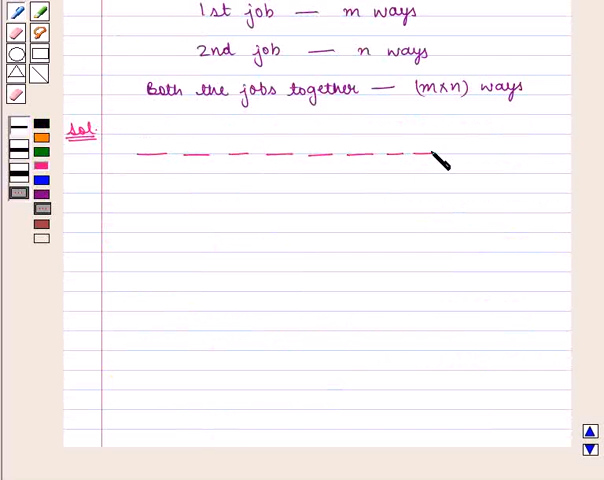 1st job — m ways
2nd job — n ways
Both the jobs together — (m×n) ways
Sol.